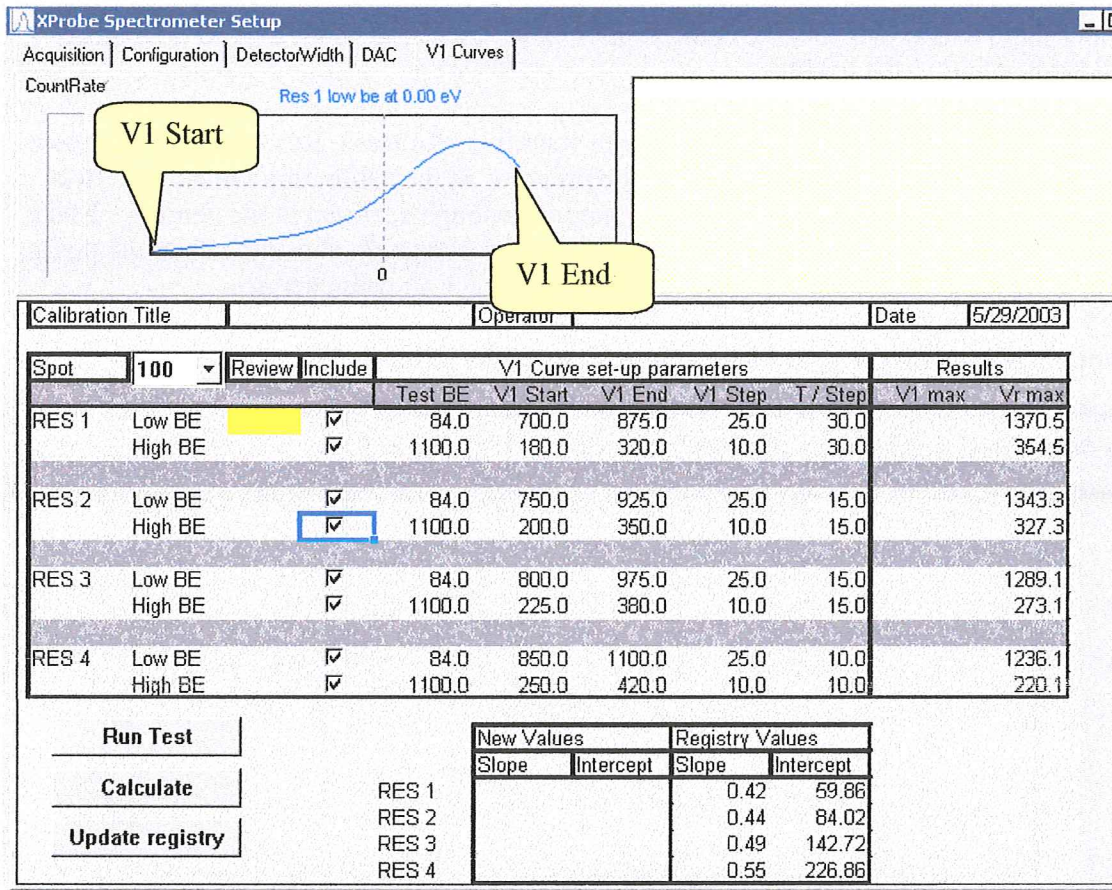 XProbe Spectrometer Setup
Acquisition Configuration DetectorWidth DAC V1 Curves
CountRate
Res 1 low be at 0.00 eV
V1 Start
V1 End
0
Calibration Title Operator Date 5/29/2003
Spot 100 Review Include V1 Curve set-up parameters Results
Test BE V1 Start V1 End V1 Step T / Step V1 max Vr max
RES 1 Low BE 84.0 700.0 875.0 25.0 30.0 1370.5
High BE 1100.0 180.0 320.0 10.0 30.0 354.5
RES 2 Low BE 84.0 750.0 925.0 25.0 15.0 1343.3
High BE 1100.0 200.0 350.0 10.0 15.0 327.3
RES 3 Low BE 84.0 800.0 975.0 25.0 15.0 1289.1
High BE 1100.0 225.0 380.0 10.0 15.0 273.1
RES 4 Low BE 84.0 850.0 1100.0 25.0 10.0 1236.1
High BE 1100.0 250.0 420.0 10.0 10.0 220.1
Run Test
Calculate
Update registry
New Values Registry Values
Slope Intercept Slope Intercept
RES 1 0.42 59.86
RES 2 0.44 84.02
RES 3 0.49 142.72
RES 4 0.55 226.86